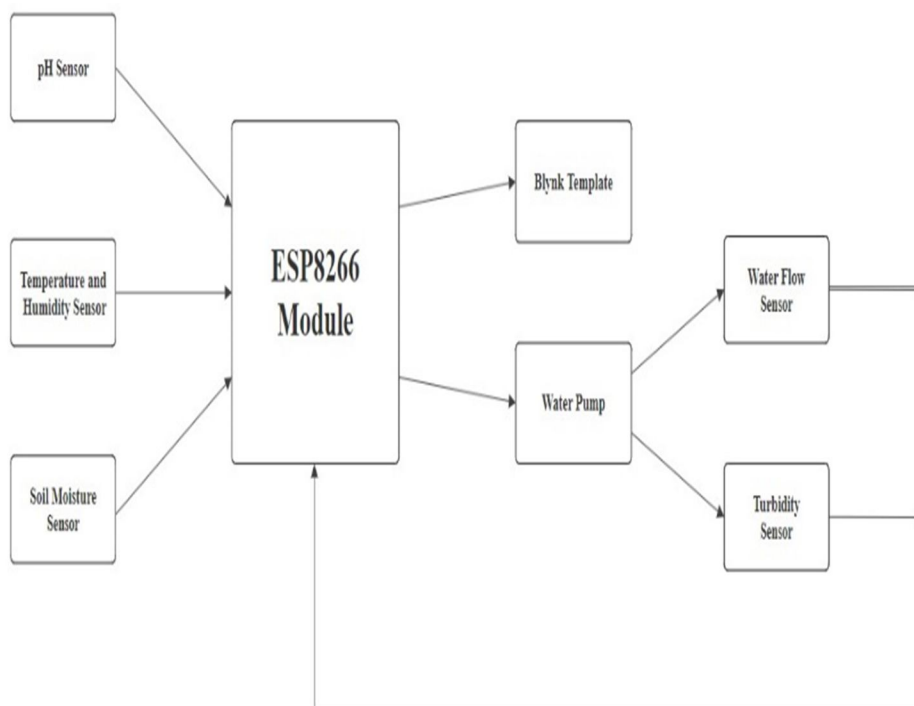 pH Sensor
Temperature and
Humidity Sensor
Soil Moisture
Sensor
ESP8266
Module
Blynk Template
Water Pump
Water Flow
Sensor
Turbidity
Sensor